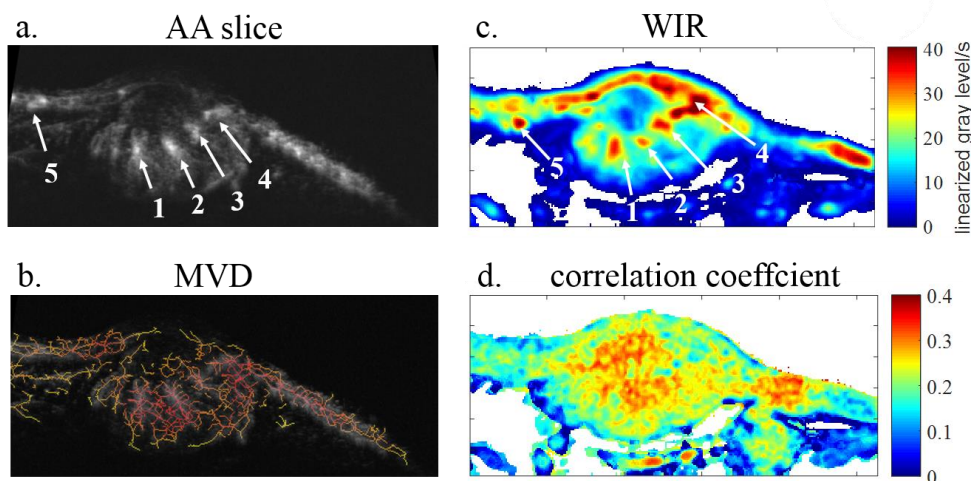 a.
AA slice
1
2
3
4
5
b.
MVD
c.
WIR
1
2
3
4
5
40
30
20
10
0
linearized gray level/s
d.
correlation coeffcient
0.4
0.3
0.2
0.1
0